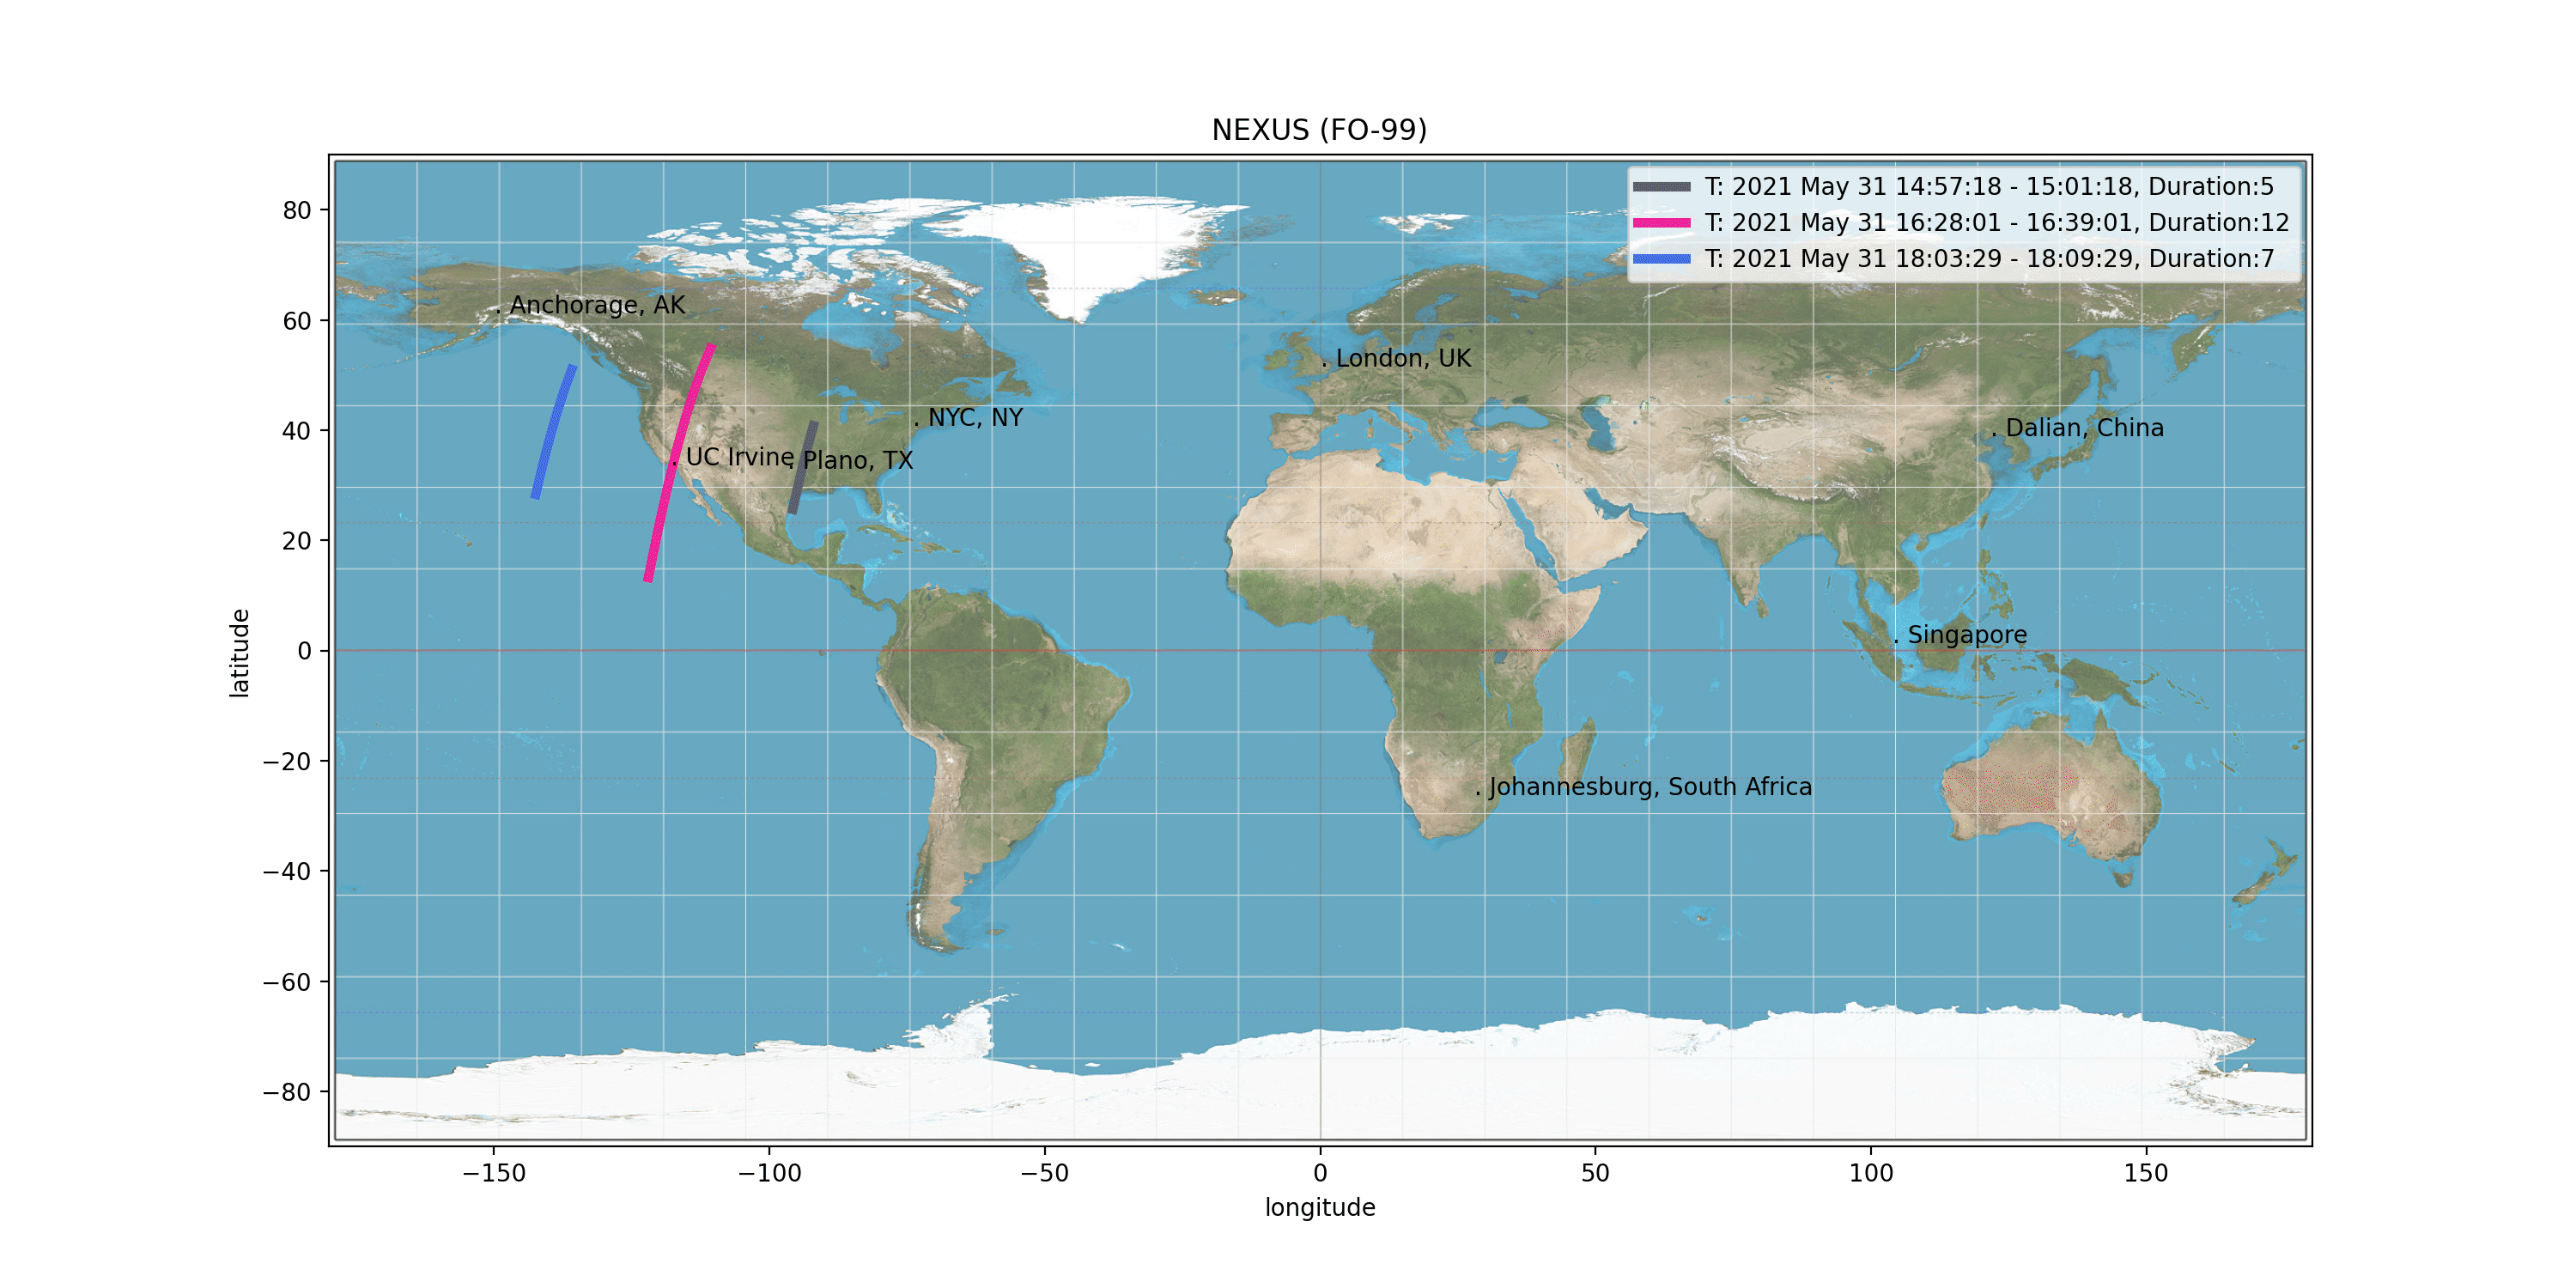 NEXUS (FO-99)
T: 2021 May 31 14:57:18 - 15:01:18, Duration:5
T: 2021 May 31 16:28:01 - 16:39:01, Duration:12
T: 2021 May 31 18:03:29 - 18:09:29, Duration:7
. Anchorage, AK
. London, UK
. NYC, NY
. Dalian, China
. UC Irvine
. Plano, TX
. Singapore
. Johannesburg, South Africa
latitude
80
60
40
20
0
−20
−40
−60
−80
−150
−100
−50
0
50
100
150
longitude